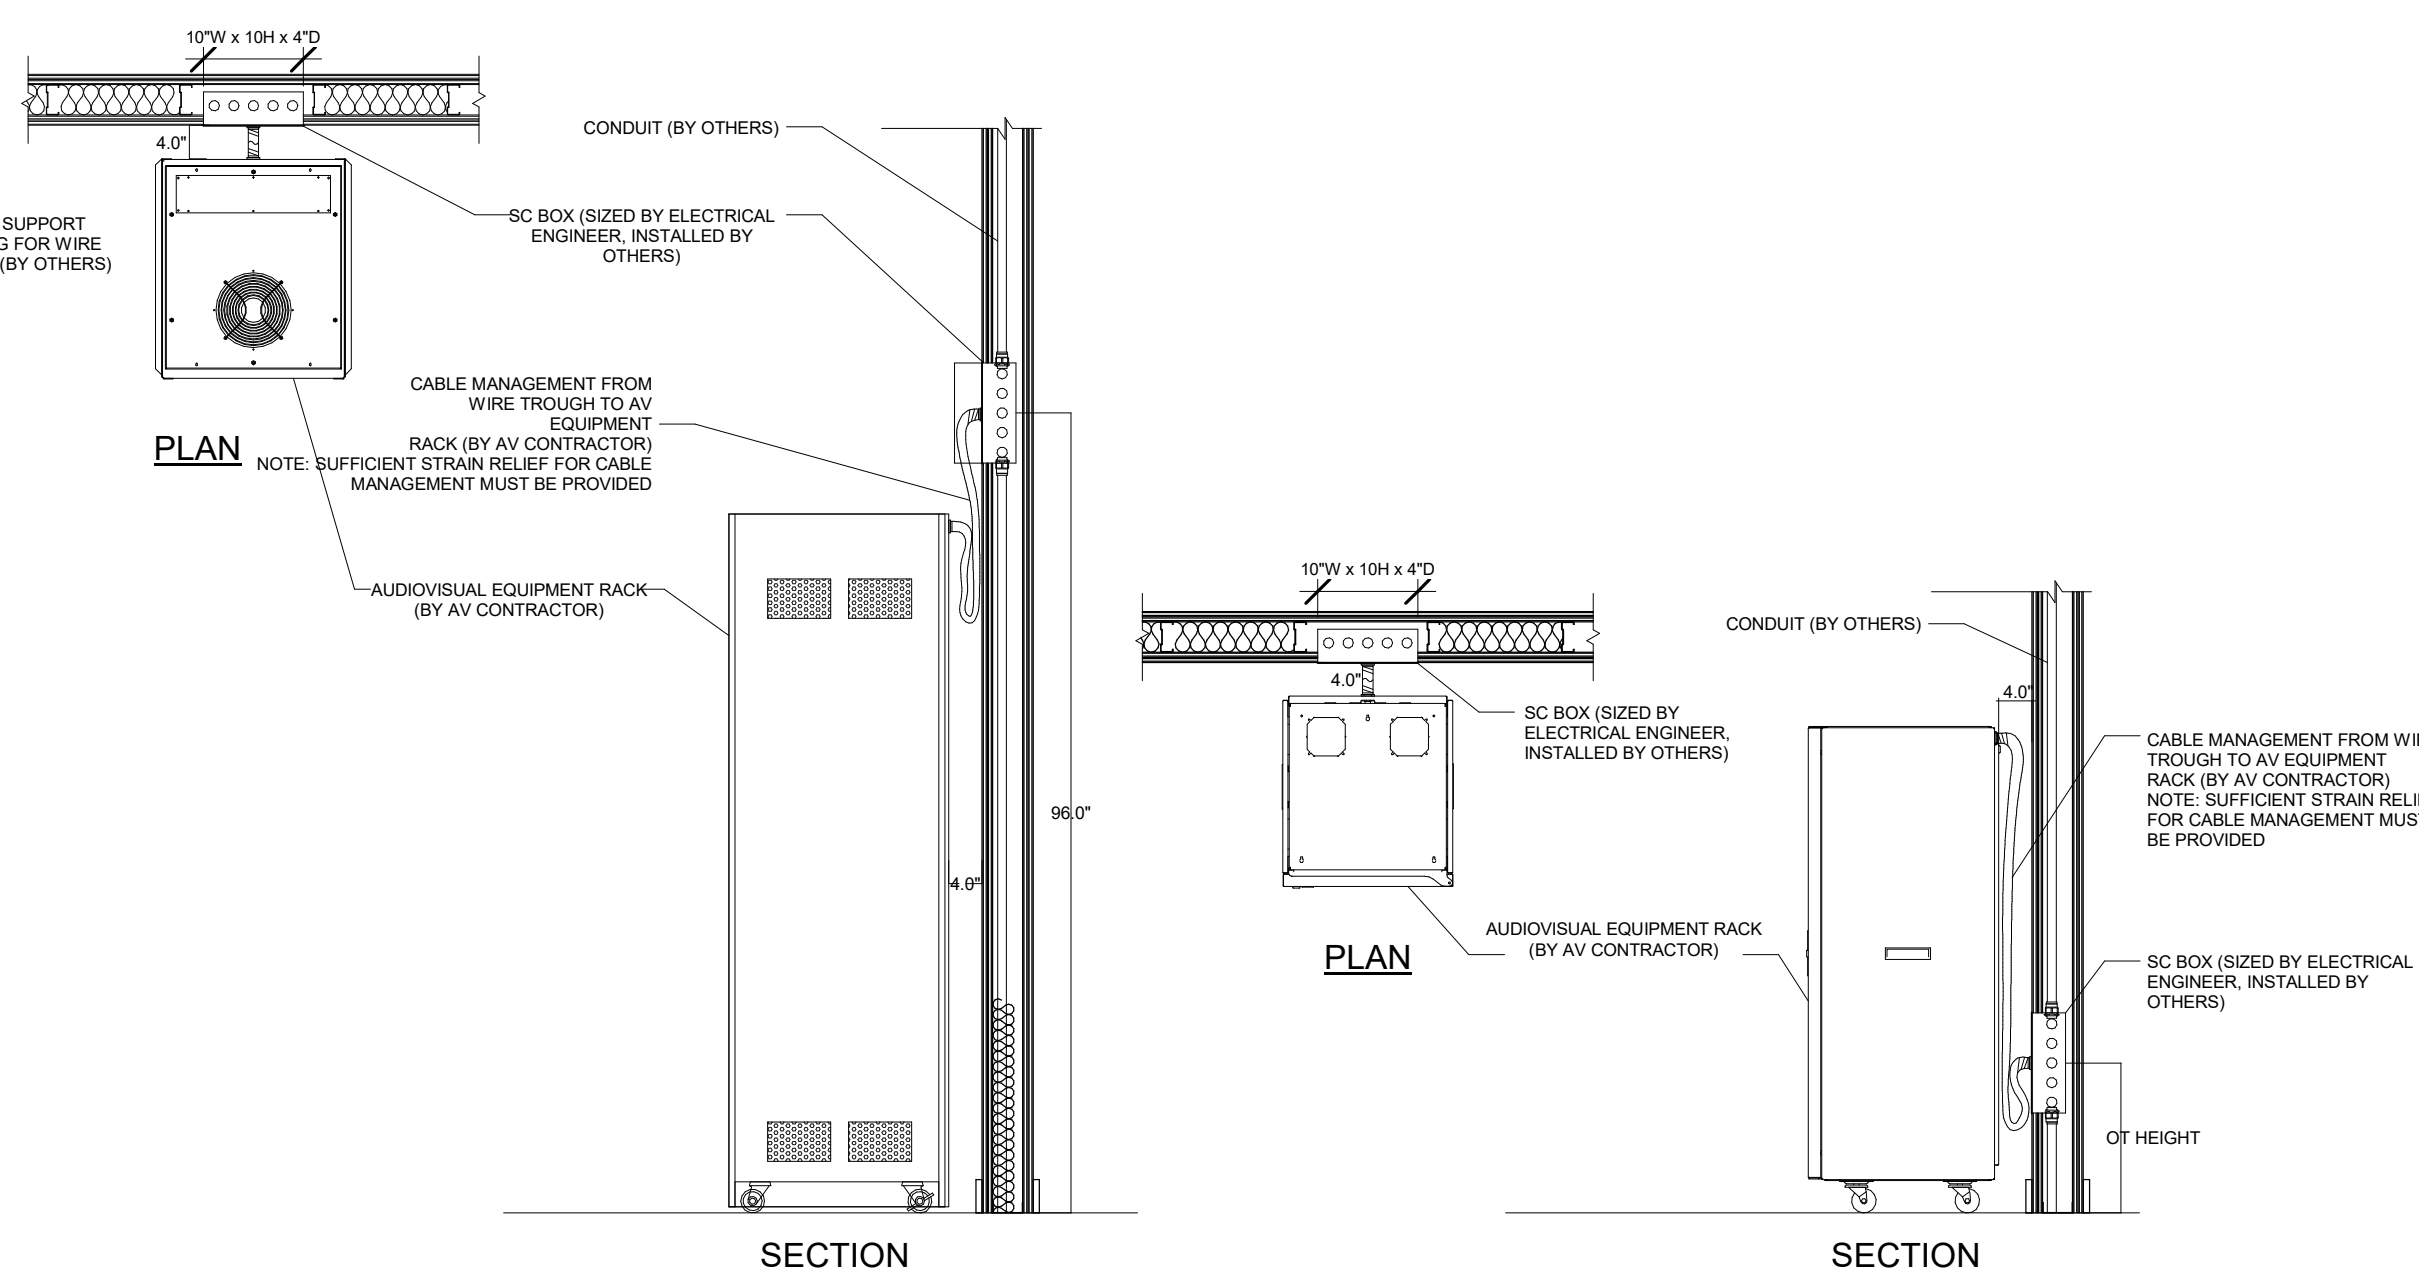 10"W x 10H x 4"D
4.0"
SUPPORT
G FOR WIRE
(BY OTHERS)
CONDUIT (BY OTHERS)
SC BOX (SIZED BY ELECTRICAL
ENGINEER, INSTALLED BY
OTHERS)
CABLE MANAGEMENT FROM
WIRE TROUGH TO AV
EQUIPMENT
RACK (BY AV CONTRACTOR)
NOTE: SUFFICIENT STRAIN RELIEF FOR CABLE
MANAGEMENT MUST BE PROVIDED
PLAN
AUDIOVISUAL EQUIPMENT RACK
(BY AV CONTRACTOR)
96.0"
4.0"
SECTION
10"W x 10H x 4"D
4.0"
SC BOX (SIZED BY
ELECTRICAL ENGINEER,
INSTALLED BY OTHERS)
AUDIOVISUAL EQUIPMENT RACK
(BY AV CONTRACTOR)
PLAN
CONDUIT (BY OTHERS)
4.0"
CABLE MANAGEMENT FROM WI
TROUGH TO AV EQUIPMENT
RACK (BY AV CONTRACTOR)
NOTE: SUFFICIENT STRAIN RELI
FOR CABLE MANAGEMENT MUS
BE PROVIDED
SC BOX (SIZED BY ELECTRICAL
ENGINEER, INSTALLED BY
OTHERS)
OT HEIGHT
SECTION